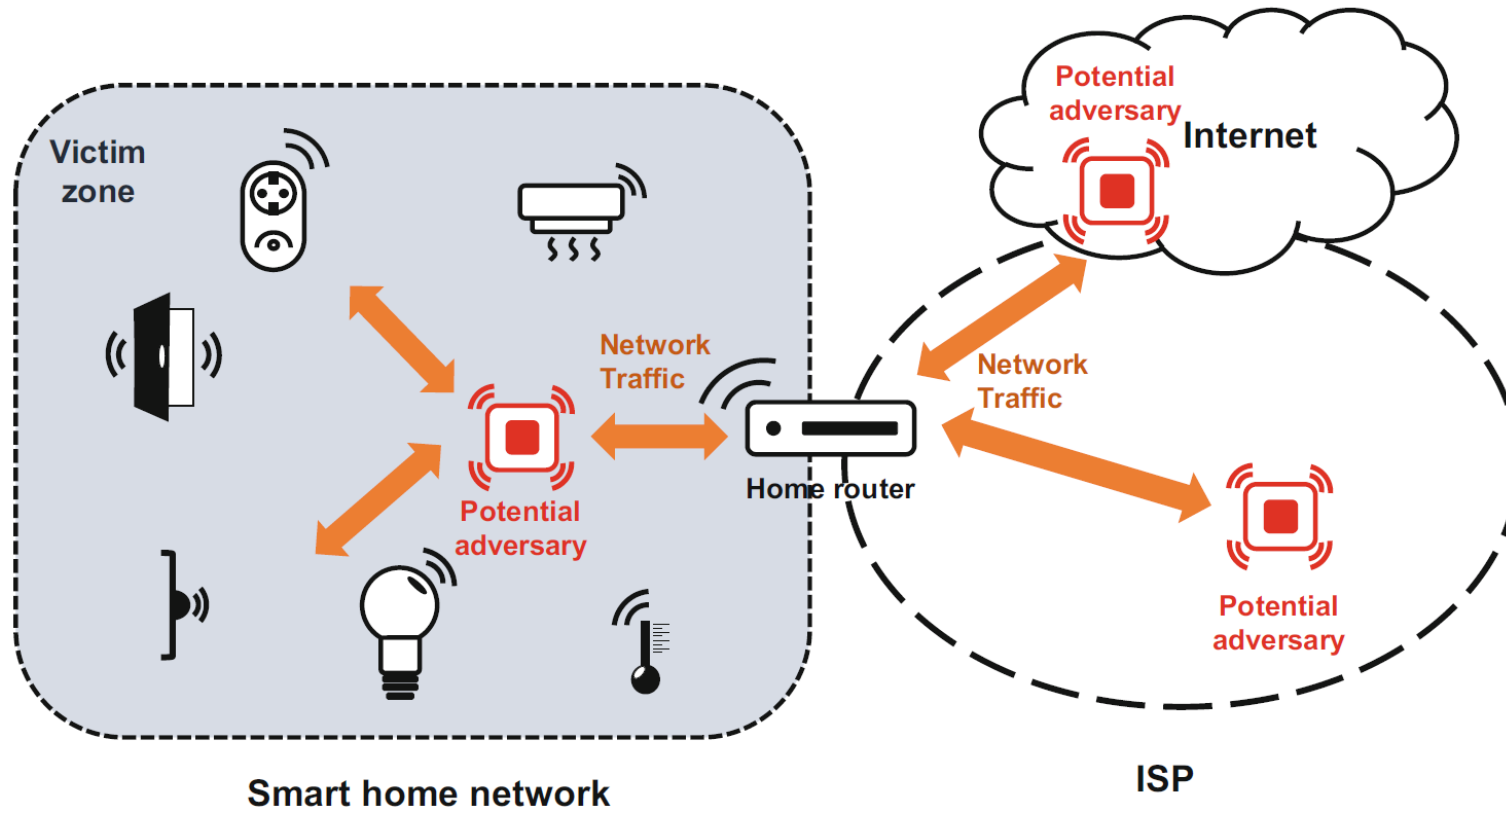 Victim
zone
Network
Traffic
Potential
adversary
Home router
Potential
adversary
Internet
Network
Traffic
Potential
adversary
Smart home network
ISP